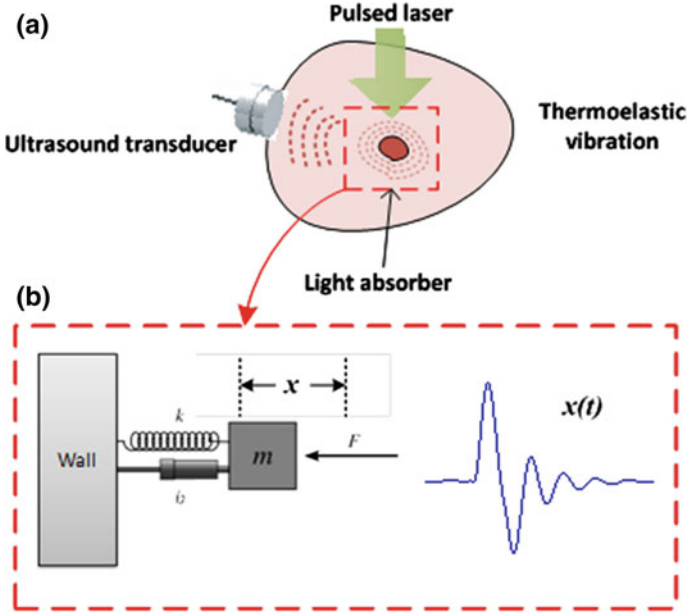 (a)
Pulsed laser
Ultrasound transducer
Thermoelastic
vibration
Light absorber
(b)
x
k
x(t)
Wall
m
F